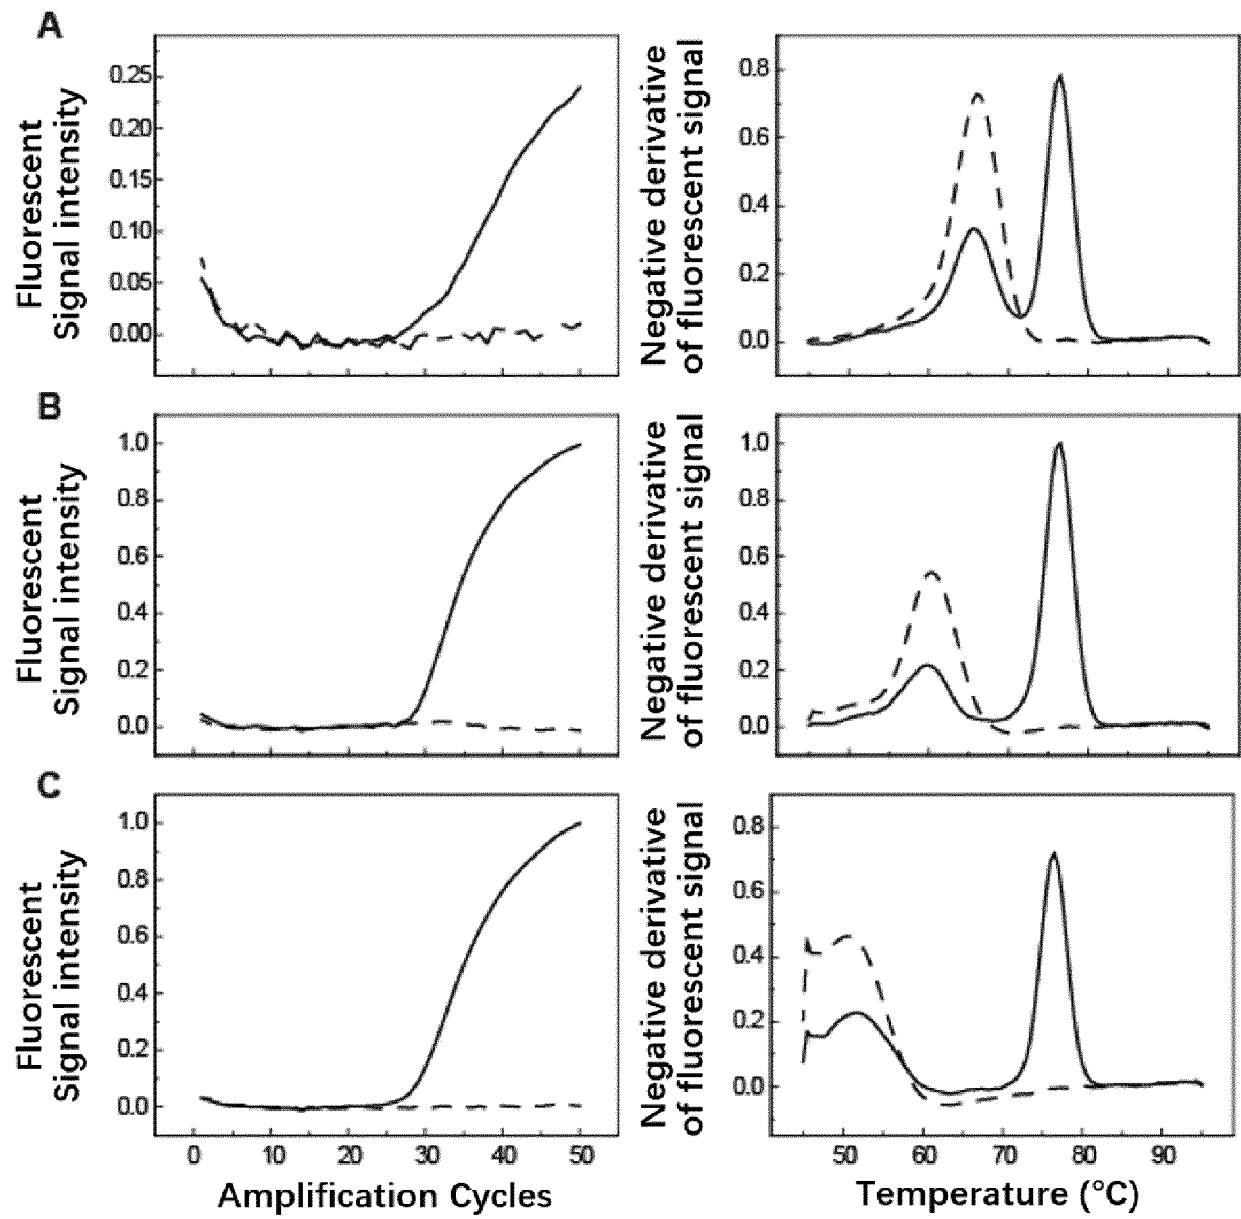 A
Fluorescent
Signal intensity
0.25
0.20
0.15
0.10
0.05
0.00
Negative derivative
of fluorescent signal
0.8
0.6
0.4
0.2
0.0
B
Fluorescent
Signal intensity
1.0
0.8
0.6
0.4
0.2
0.0
Negative derivative
of fluorescent signal
1.0
0.8
0.6
0.4
0.2
0.0
C
Fluorescent
Signal intensity
1.0
0.8
0.6
0.4
0.2
0.0
0 10 20 30 40 50
Amplification Cycles
Negative derivative
of fluorescent signal
0.8
0.6
0.4
0.2
0.0
50 60 70 80 90
Temperature (°C)